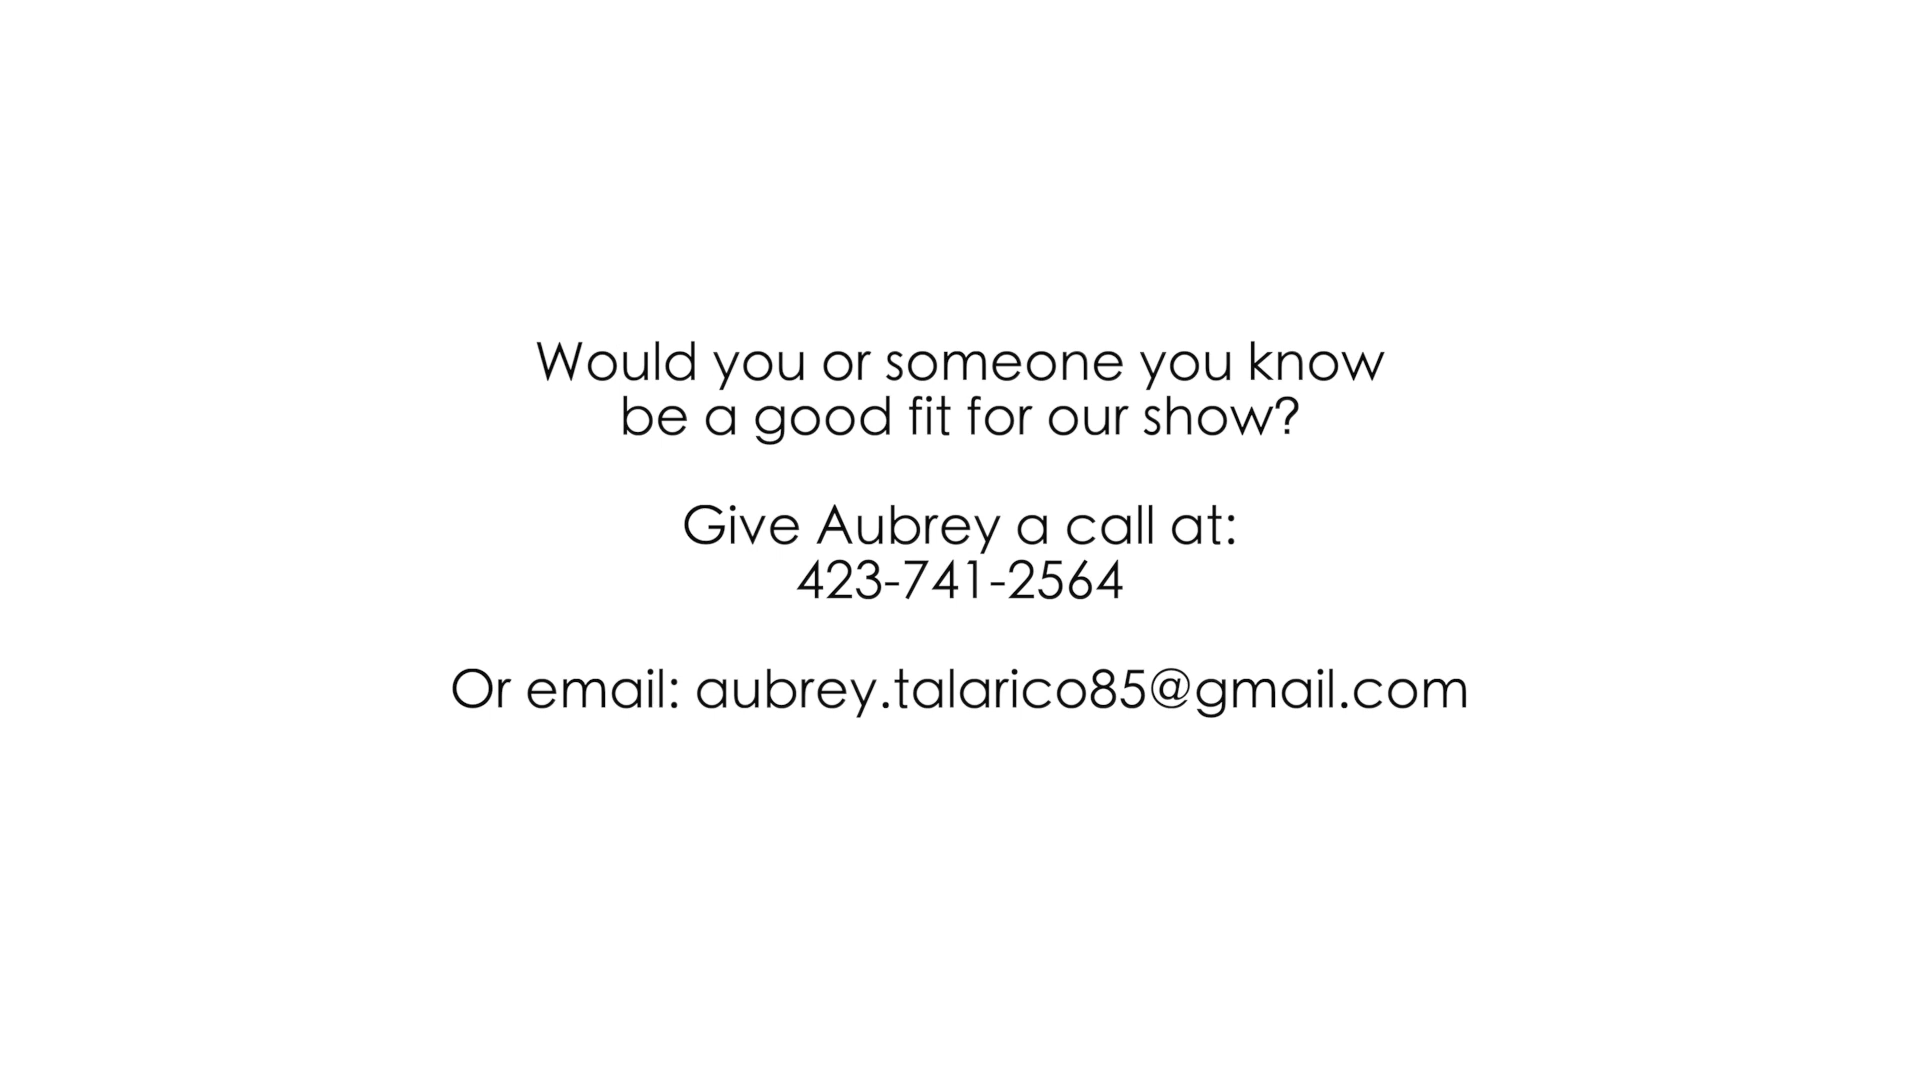 Would you or someone you know
be a good fit for our show?
Give Aubrey a call at:
423-741-2564
Or email: aubrey.talarico85@gmail.com